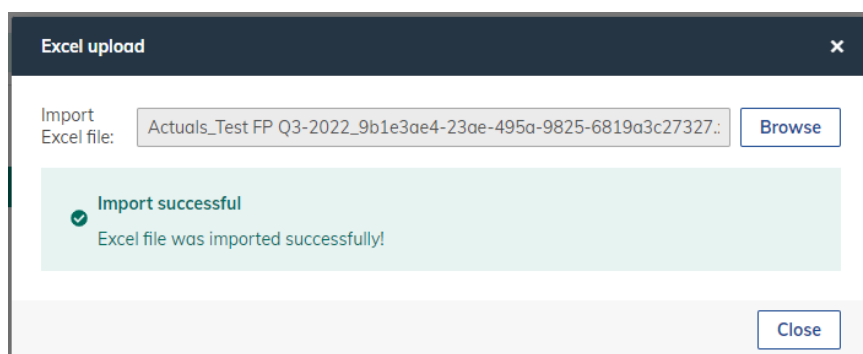 Excel upload
Import
Excel file:
Actuals_Test FP Q3-2022_9b1e3ae4-23ae-495a-9825-6819a3c27327.:
Browse
Import successful
Excel file was imported successfully!
Close